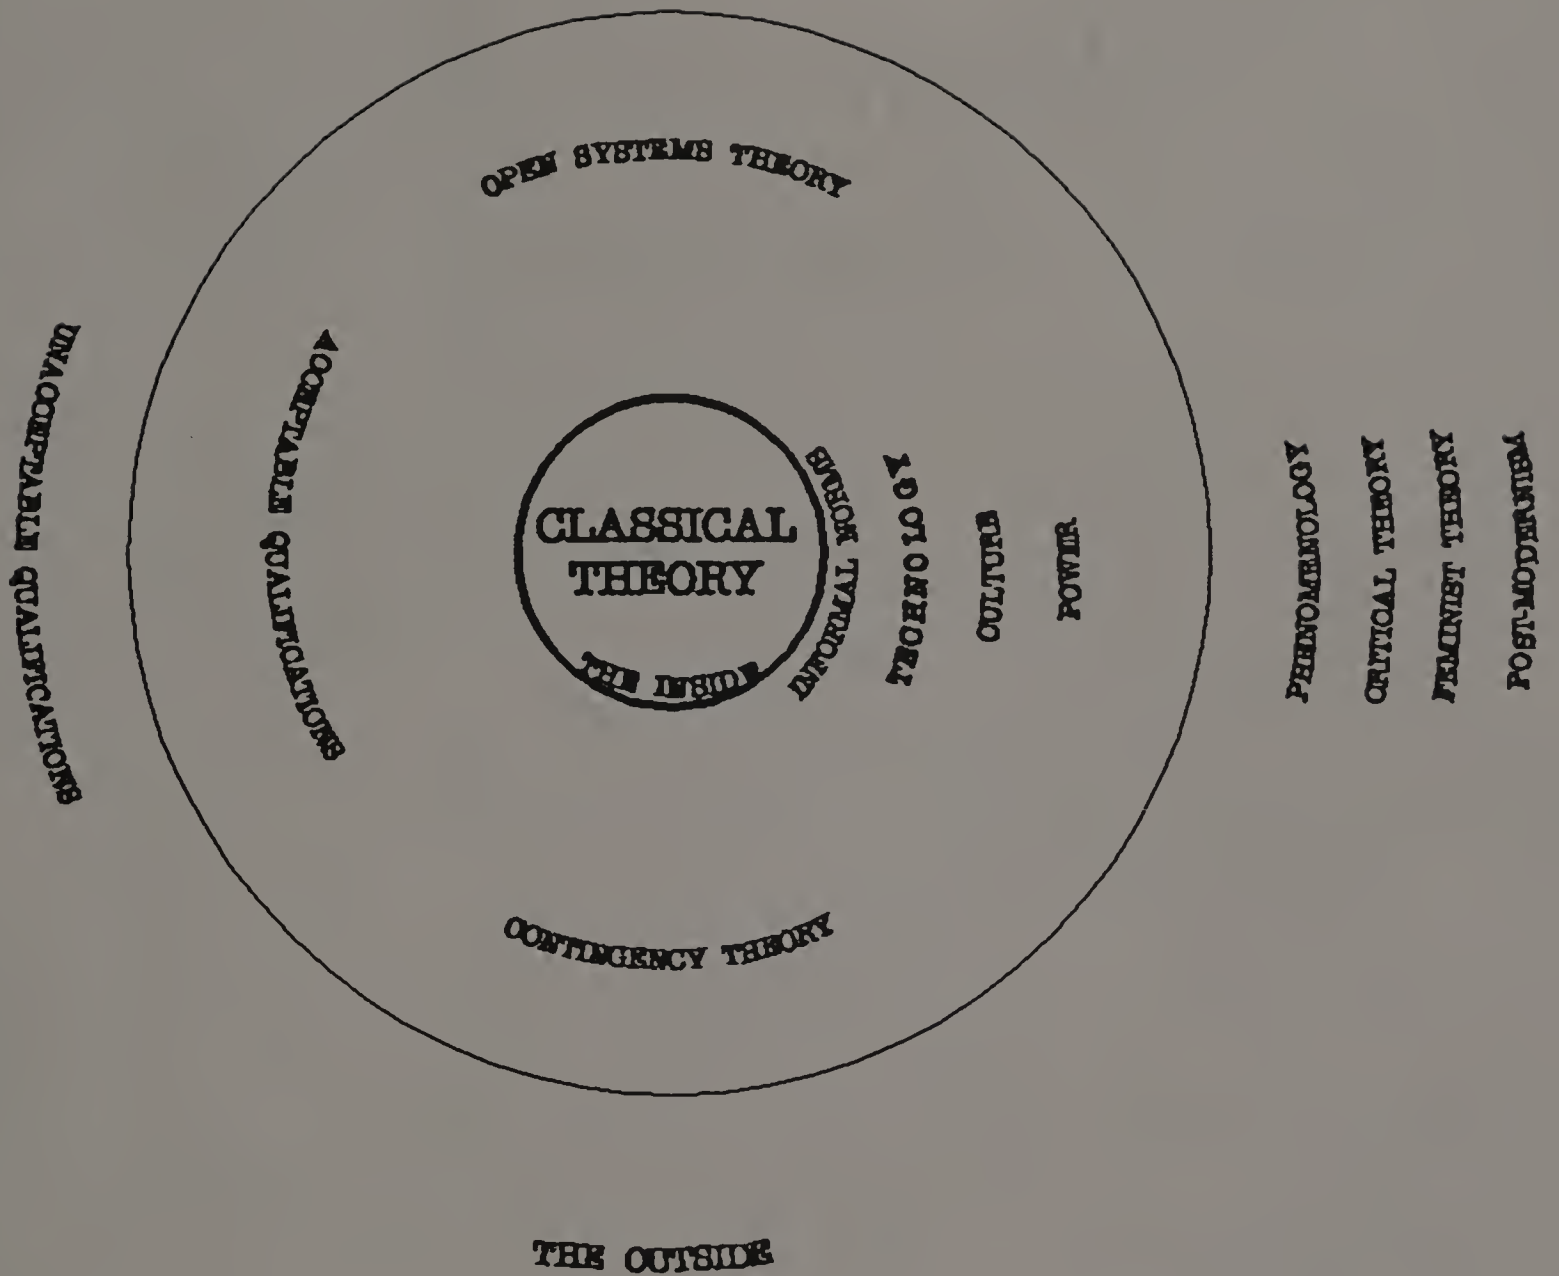 OPEN SYSTEMS THEORY
UNACCEPTABLE QUALIFICATIONS
ACCEPTABLE QUALIFICATIONS
CLASSICAL
THEORY
THE INSIDE
INFORMAL NORMS
TECHNOLOGY
CULTURE
POWER
PHENOMENOLOGY
CRITICAL THEORY
FEMINIST THEORY
POST-MODERNISM
CONTINGENCY THEORY
THE OUTSIDE